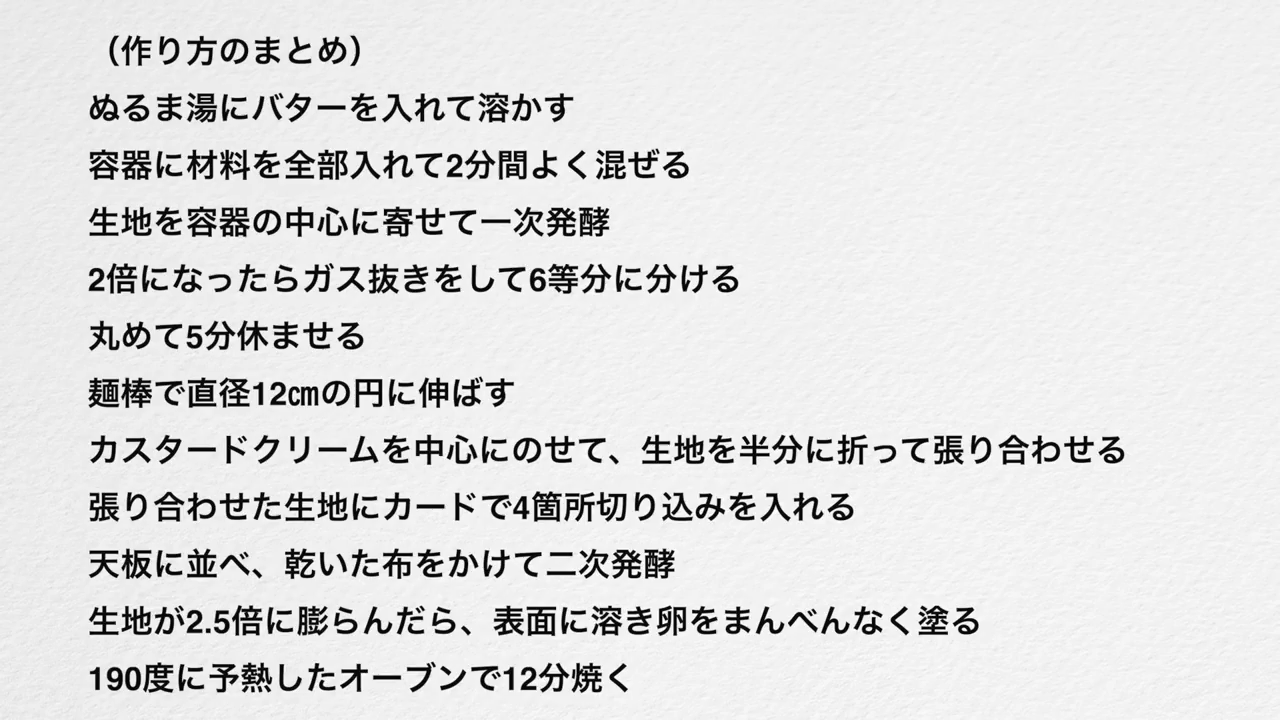 （作り方のまとめ）
ぬるま湯にバターを入れて溶かす
容器に材料を全部入れて2分間よく混ぜる
生地を容器の中心に寄せて一次発酵
2倍になったらガス抜きをして6等分に分ける
丸めて5分休ませる
麺棒で直径12㎝の円に伸ばす
カスタードクリームを中心にのせて、生地を半分に折って張り合わせる
張り合わせた生地にカードで4箇所切り込みを入れる
天板に並べ、乾いた布をかけて二次発酵
生地が2.5倍に膨らんだら、表面に溶き卵をまんべんなく塗る
190度に予熱したオーブンで12分焼く